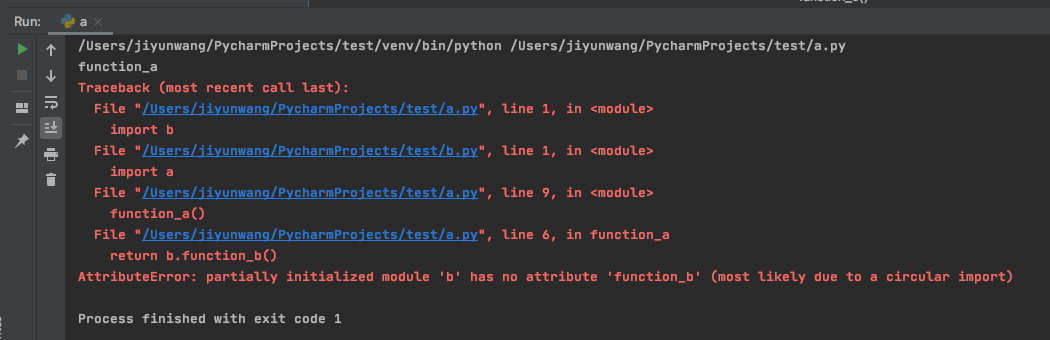 function_b()
Run: a
/Users/jiyunwang/PycharmProjects/test/venv/bin/python /Users/jiyunwang/PycharmProjects/test/a.py
function_a
Traceback (most recent call last):
  File "/Users/jiyunwang/PycharmProjects/test/a.py", line 1, in <module>
    import b
  File "/Users/jiyunwang/PycharmProjects/test/b.py", line 1, in <module>
    import a
  File "/Users/jiyunwang/PycharmProjects/test/a.py", line 9, in <module>
    function_a()
  File "/Users/jiyunwang/PycharmProjects/test/a.py", line 6, in function_a
    return b.function_b()
AttributeError: partially initialized module 'b' has no attribute 'function_b' (most likely due to a circular import)
Process finished with exit code 1